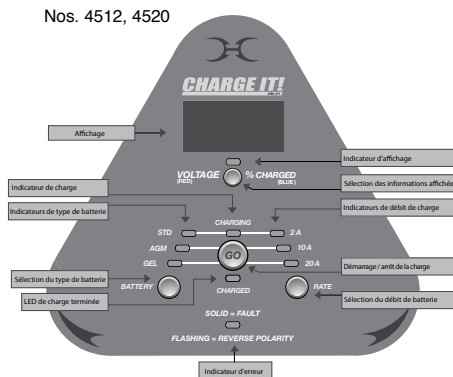 Nos. 4512, 4520
CHARGE IT!
Affichage
Indicateur d'affichage
VOLTAGE % CHARGED
(RED) (BLUE)
Sélection des informations affichée
Indicateur de charge
Indicateurs de type de batterie
Indicateurs de débit de charge
CHARGING
STD 2 A
AGM 10 A
GO
GEL 20 A
Démarrage / arrêt de la charge
Sélection du type de batterie
BATTERY RATE
LED de charge terminée
CHARGED
Sélection du débit de batterie
SOLID = FAULT
FLASHING = REVERSE POLARITY
Indicateur d'erreur